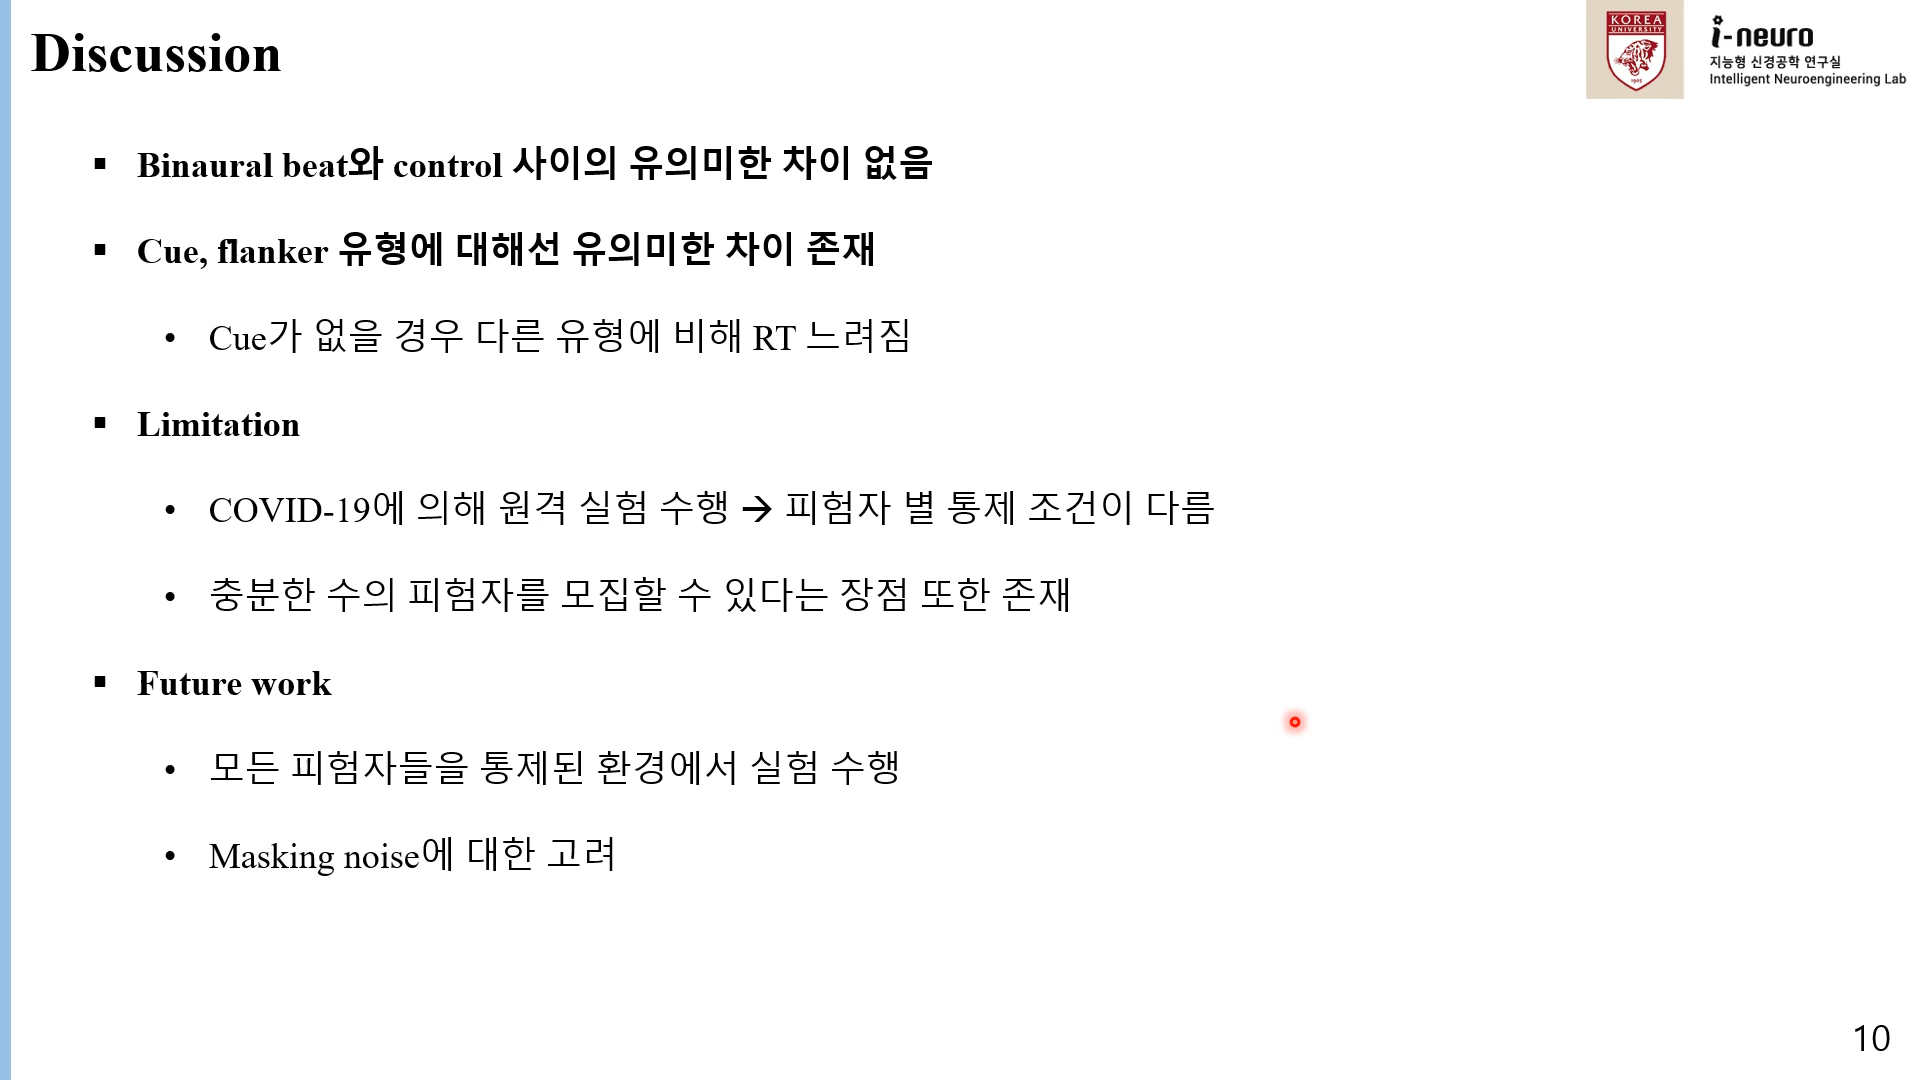 Discussion
KOREA
UNIVERSITY
1905
i-neuro
지능형 신경공학 연구실
Intelligent Neuroengineering Lab
▪ Binaural beat와 control 사이의 유의미한 차이 없음
▪ Cue, flanker 유형에 대해선 유의미한 차이 존재
• Cue가 없을 경우 다른 유형에 비해 RT 느려짐
▪ Limitation
• COVID-19에 의해 원격 실험 수행 → 피험자 별 통제 조건이 다름
• 충분한 수의 피험자를 모집할 수 있다는 장점 또한 존재
▪ Future work
• 모든 피험자들을 통제된 환경에서 실험 수행
• Masking noise에 대한 고려
10